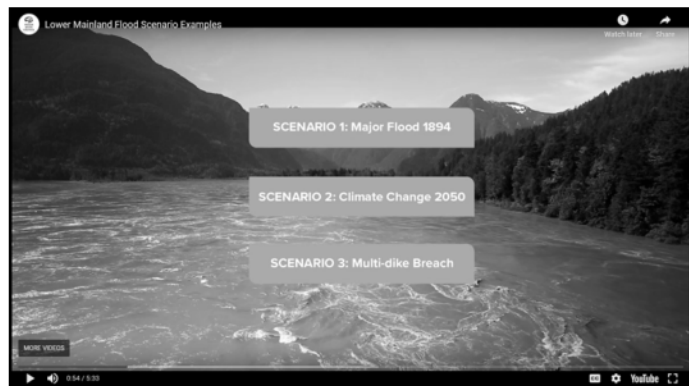 Lower Mainland Flood Scenario Examples
Watch later
Share
SCENARIO 1: Major Flood 1894
SCENARIO 2: Climate Change 2050
SCENARIO 3: Multi-dike Breach
MORE VIDEOS
0:54 / 5:33
CC
YouTube